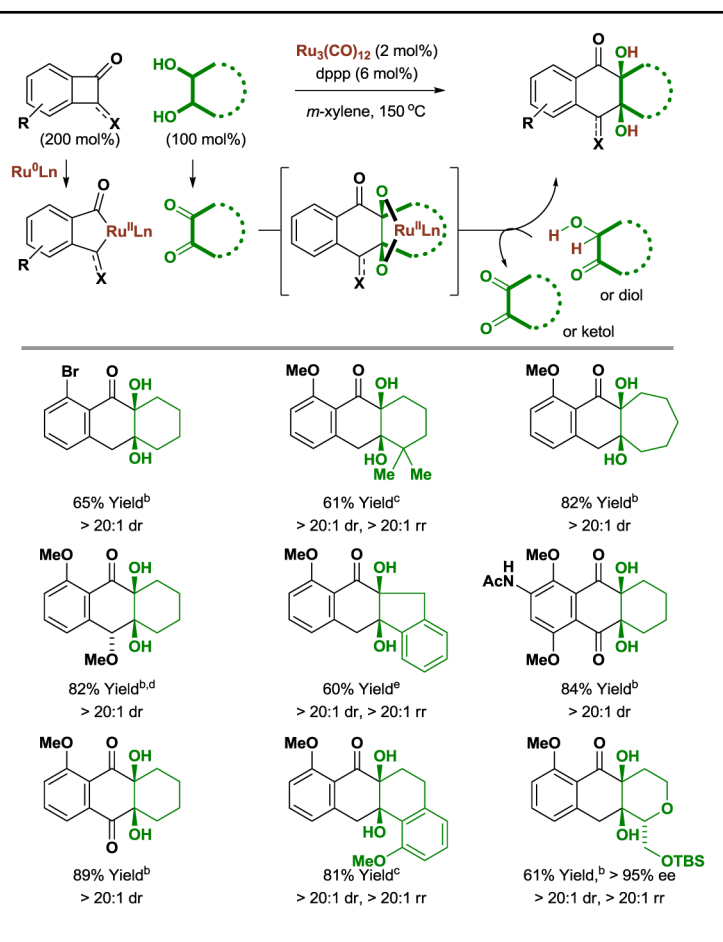 Ru₃(CO)₁₂ (2 mol%)
dppp (6 mol%)
m-xylene, 150 ºC
O
X
R
(200 mol%)
HO
HO
(100 mol%)
O
OH
OH
R
X
Ru⁰Ln
O
RuᴵᴵLn
R
X
O
O
O
O
RuᴵᴵLn
O
X
O
O
or ketol
H
O
H
O
or diol
Br
O
OH
OH
65% Yieldᵇ
> 20:1 dr
MeO
O
OH
HO
Me
Me
61% Yieldᶜ
> 20:1 dr, > 20:1 rr
MeO
O
OH
HO
82% Yieldᵇ
> 20:1 dr
MeO
O
OH
OH
MeO
82% Yieldᵇ,ᵈ
> 20:1 dr
MeO
O
OH
OH
60% Yieldᵉ
> 20:1 dr, > 20:1 rr
H
AcN
MeO
O
OH
OH
MeO
O
84% Yieldᵇ
> 20:1 dr
MeO
O
OH
OH
O
89% Yieldᵇ
> 20:1 dr
MeO
O
OH
HO
MeO
81% Yieldᶜ
> 20:1 dr, > 20:1 rr
MeO
O
OH
O
OH
OTBS
61% Yield,ᵇ > 95% ee
> 20:1 dr, > 20:1 rr